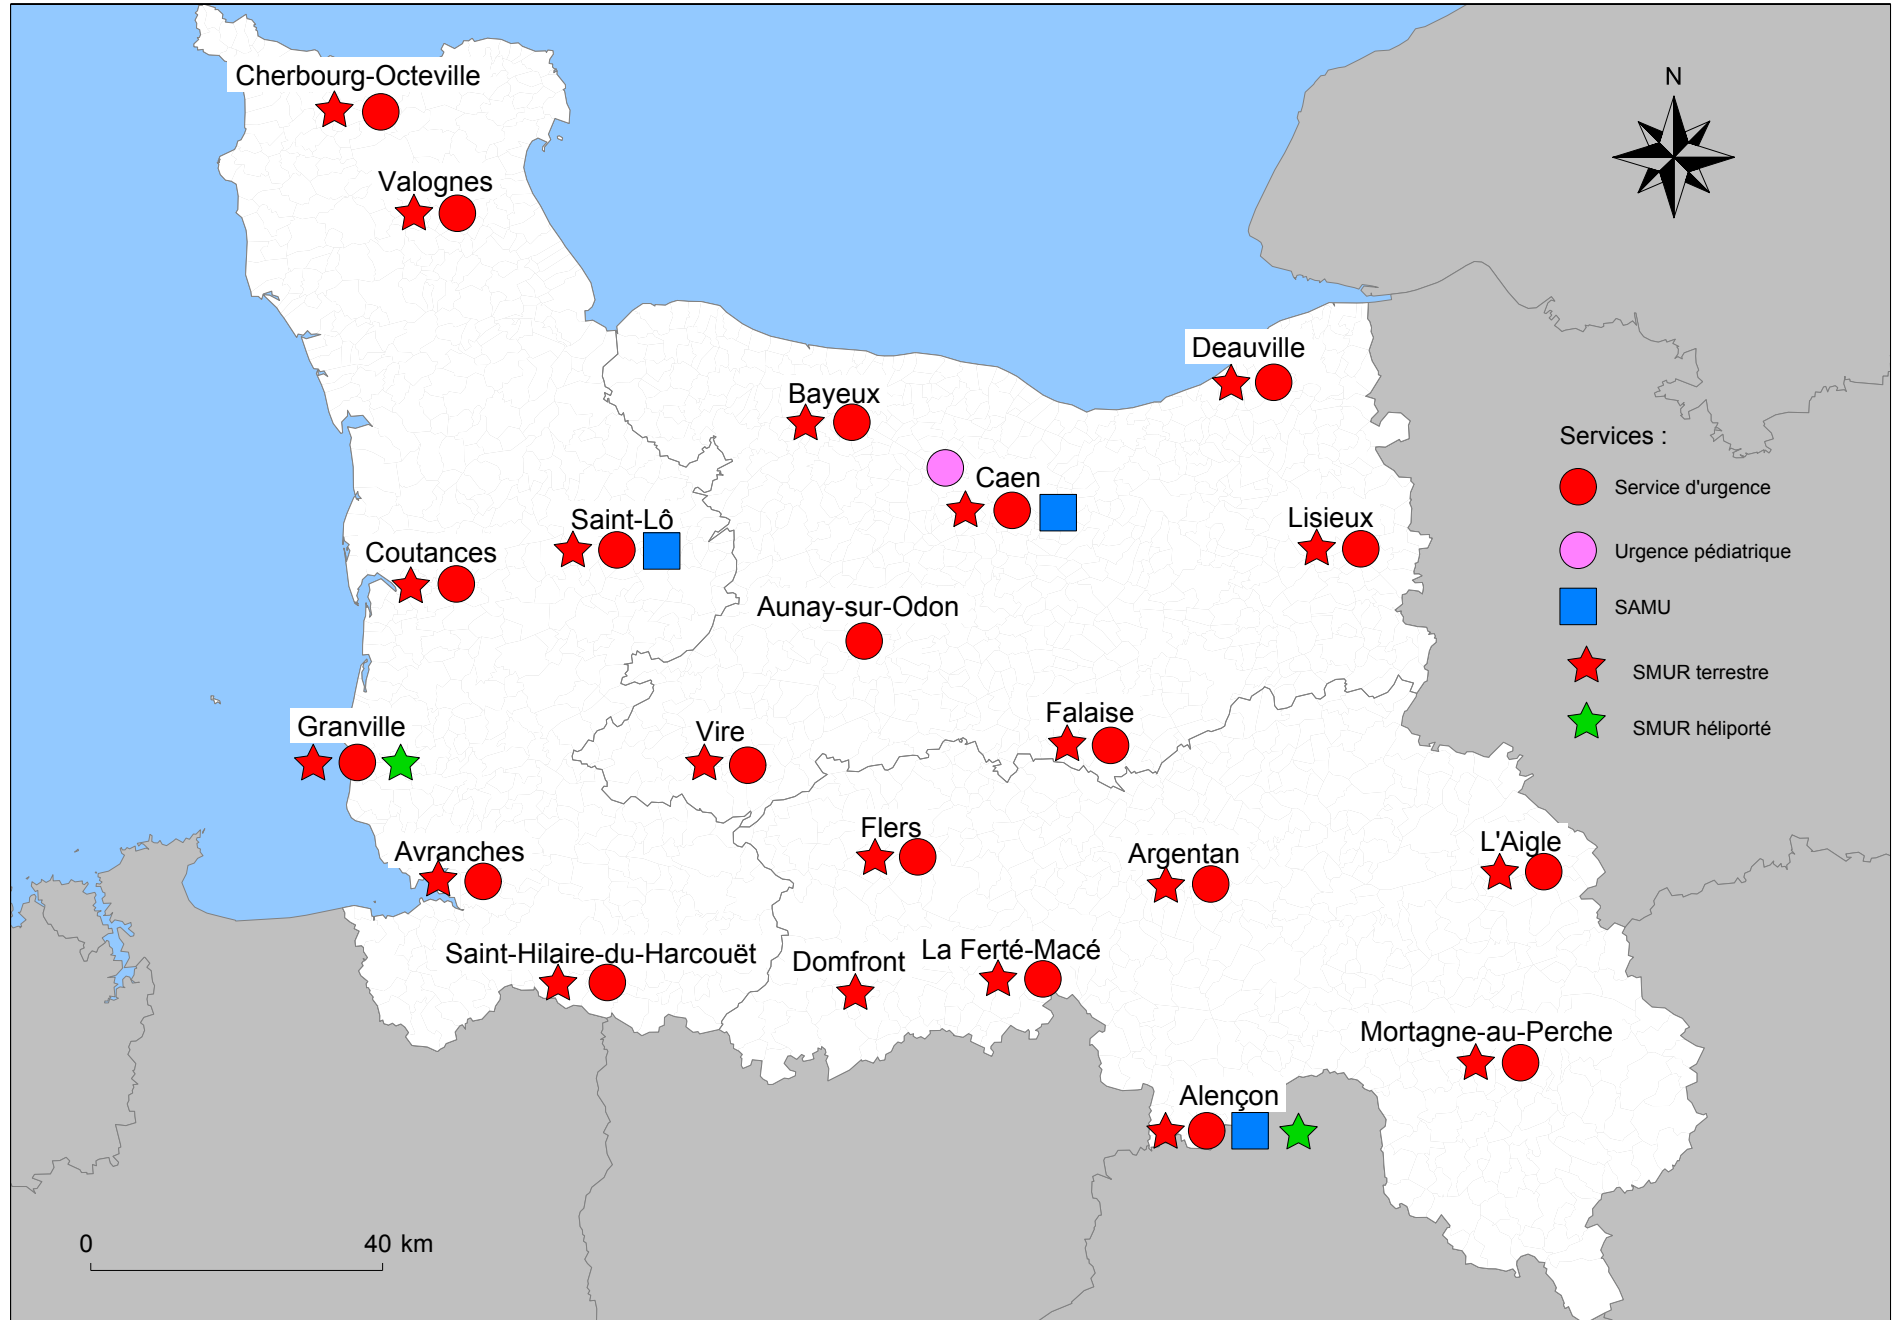 Cherbourg-Octeville
N
Valognes
Deauville
Bayeux
Services :
Caen
Service d'urgence
Saint-Lô
Lisieux
Coutances
Urgence pédiatrique
Aunay-sur-Odon
SAMU
SMUR terrestre
Granville
Vire
Falaise
SMUR héliporté
Flers
Avranches
Argentan
L'Aigle
Saint-Hilaire-du-Harcouët
Domfront
La Ferté-Macé
Mortagne-au-Perche
Alençon
0 40 km